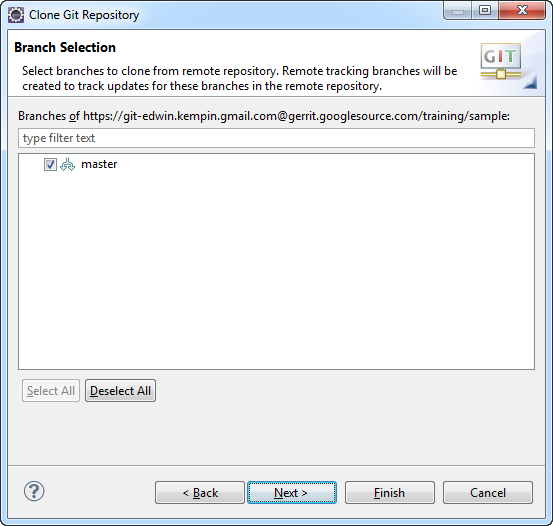 Clone Git Repository
Branch Selection
Select branches to clone from remote repository. Remote tracking branches will be
created to track updates for these branches in the remote repository.
GIT
Branches of https://git-edwin.kempin.gmail.com@gerrit.googlesource.com/training/sample:
type filter text
master
Select All
Deselect All
?
< Back
Next >
Finish
Cancel